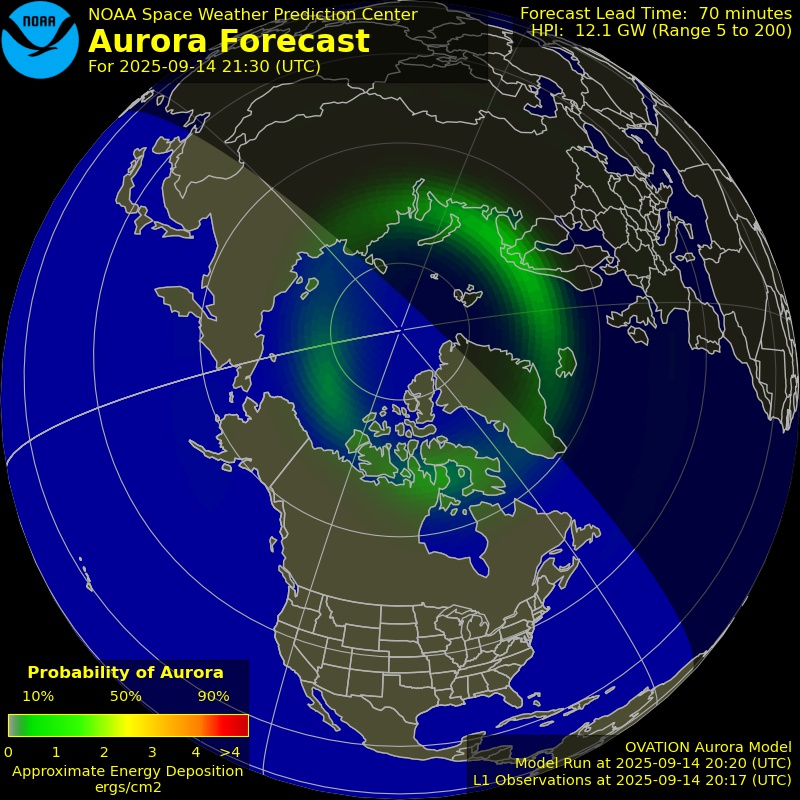 NOAA
NOAA Space Weather Prediction Center
Aurora Forecast
For 2025-09-14 21:30 (UTC)
Forecast Lead Time: 70 minutes
HPI: 12.1 GW (Range 5 to 200)
Probability of Aurora
10% 50% 90%
0 1 2 3 4 >4
Approximate Energy Deposition
ergs/cm2
OVATION Aurora Model
Model Run at 2025-09-14 20:20 (UTC)
L1 Observations at 2025-09-14 20:17 (UTC)